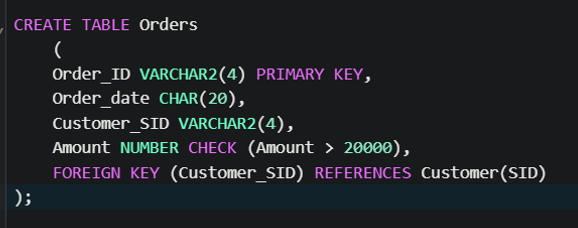 CREATE TABLE Orders
(
Order_ID VARCHAR2(4) PRIMARY KEY,
Order_date CHAR(20),
Customer_SID VARCHAR2(4),
Amount NUMBER CHECK (Amount > 20000),
FOREIGN KEY (Customer_SID) REFERENCES Customer(SID)
);